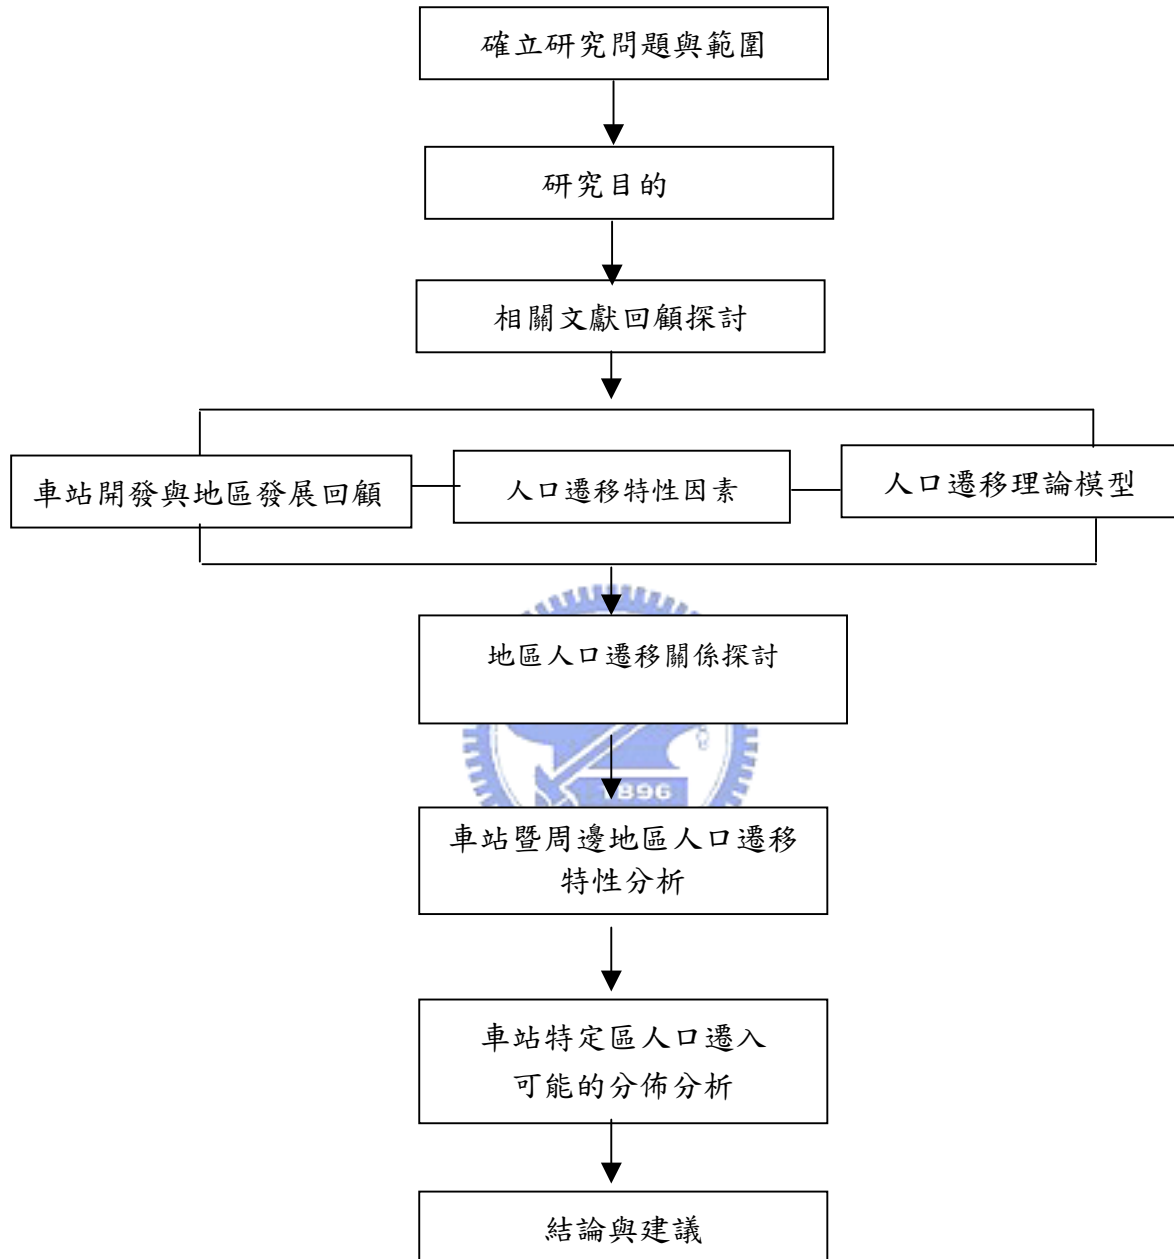 確立研究問題與範圍
研究目的
相關文獻回顧探討
車站開發與地區發展回顧
人口遷移特性因素
人口遷移理論模型
地區人口遷移關係探討
1896
車站暨周邊地區人口遷移
特性分析
車站特定區人口遷入
可能的分佈分析
結論與建議